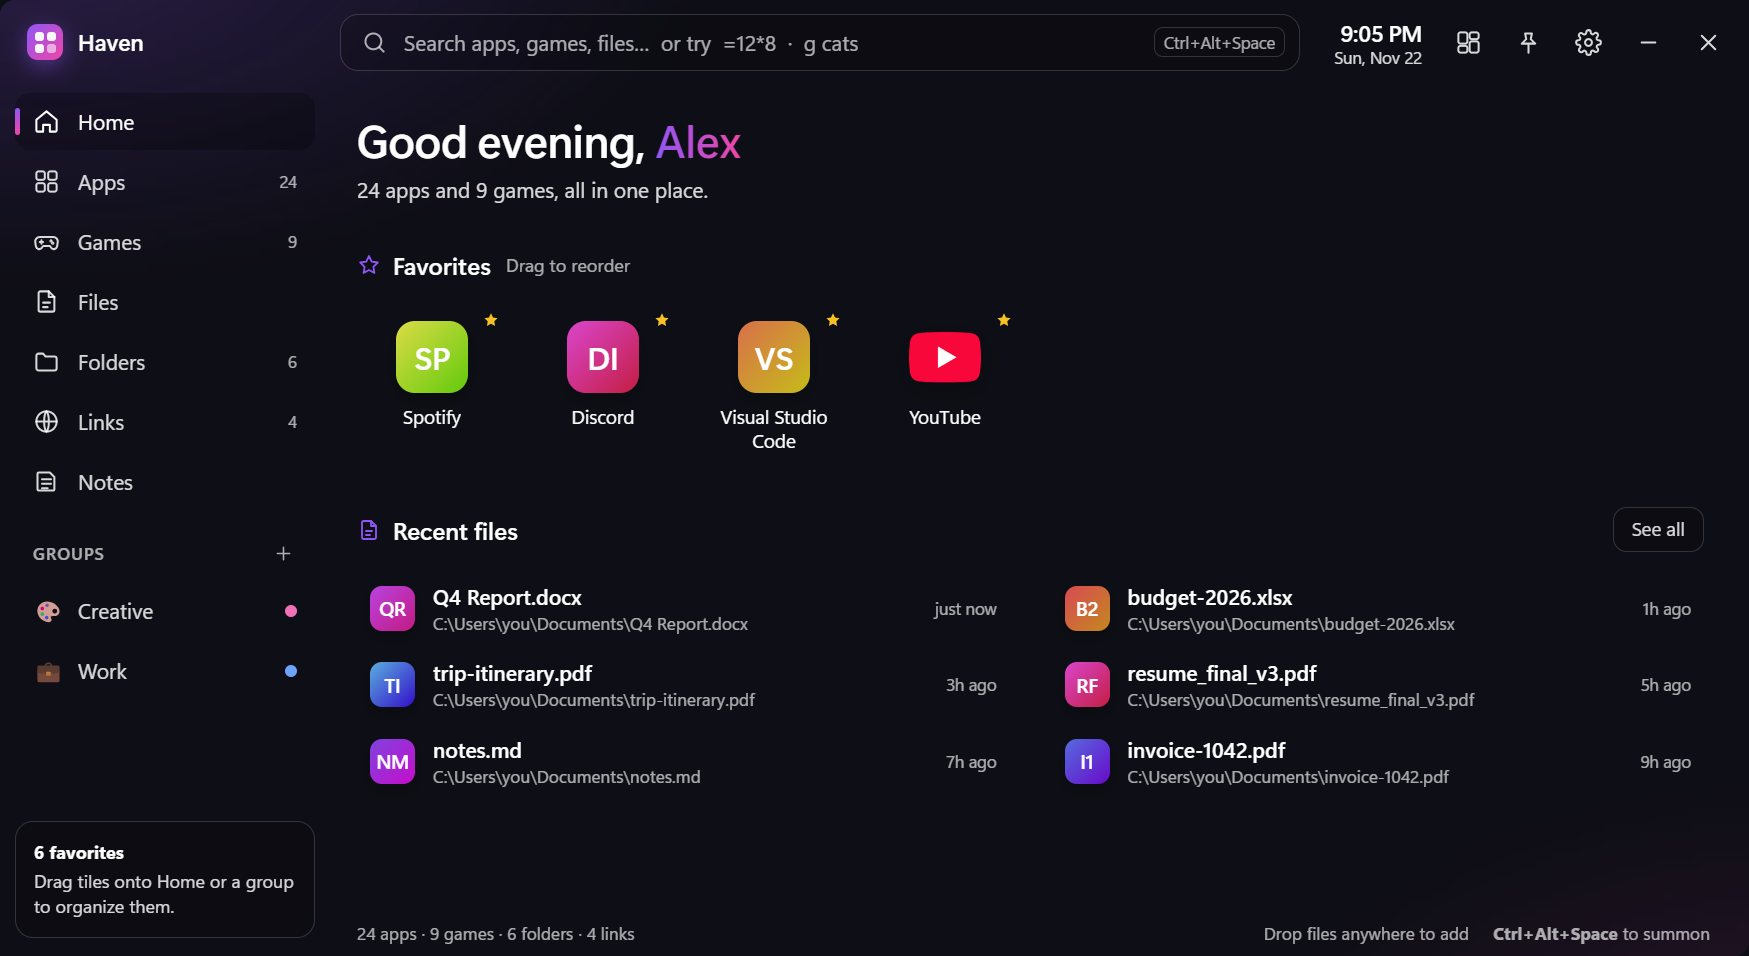 Haven
Search apps, games, files... or try =12*8 · g cats
Ctrl+Alt+Space
9:05 PM
Sun, Nov 22
Home
Apps 24
Games 9
Files
Folders 6
Links 4
Notes
GROUPS
Creative
Work
6 favorites
Drag tiles onto Home or a group
to organize them.
Good evening, Alex
24 apps and 9 games, all in one place.
Favorites Drag to reorder
SP
Spotify
DI
Discord
VS
Visual Studio
Code
YouTube
Recent files
See all
QR
Q4 Report.docx
C:\Users\you\Documents\Q4 Report.docx
just now
B2
budget-2026.xlsx
C:\Users\you\Documents\budget-2026.xlsx
1h ago
TI
trip-itinerary.pdf
C:\Users\you\Documents\trip-itinerary.pdf
3h ago
RF
resume_final_v3.pdf
C:\Users\you\Documents\resume_final_v3.pdf
5h ago
NM
notes.md
C:\Users\you\Documents\notes.md
7h ago
I1
invoice-1042.pdf
C:\Users\you\Documents\invoice-1042.pdf
9h ago
24 apps · 9 games · 6 folders · 4 links
Drop files anywhere to add
Ctrl+Alt+Space to summon